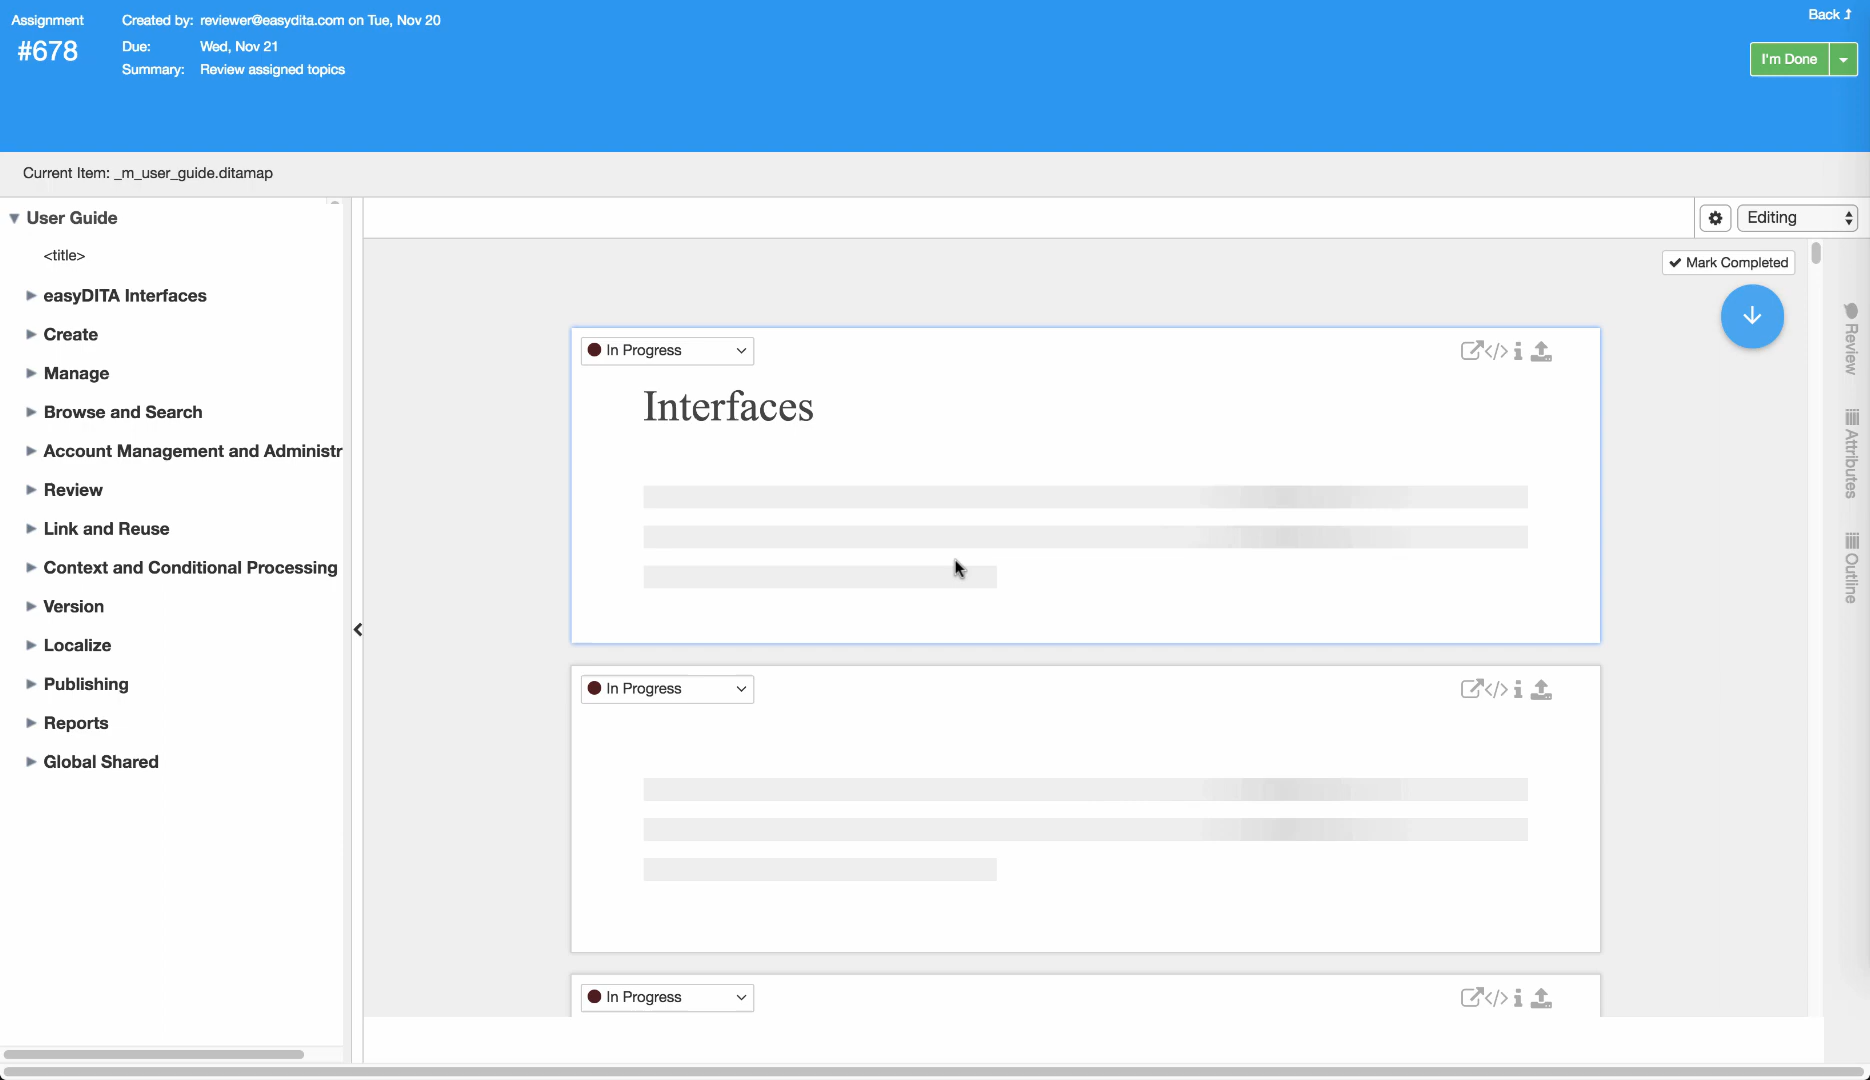 Assignment
#678
Created by: reviewer@easydita.com on Tue, Nov 20
Due: Wed, Nov 21
Summary: Review assigned topics
Back
I'm Done
Current Item: _m_user_guide.ditamap
User Guide
<title>
easyDITA Interfaces
Create
Manage
Browse and Search
Account Management and Administr
Review
Link and Reuse
Context and Conditional Processing
Version
Localize
Publishing
Reports
Global Shared
Editing
Mark Completed
In Progress
Interfaces
In Progress
In Progress
Review
Attributes
Outline